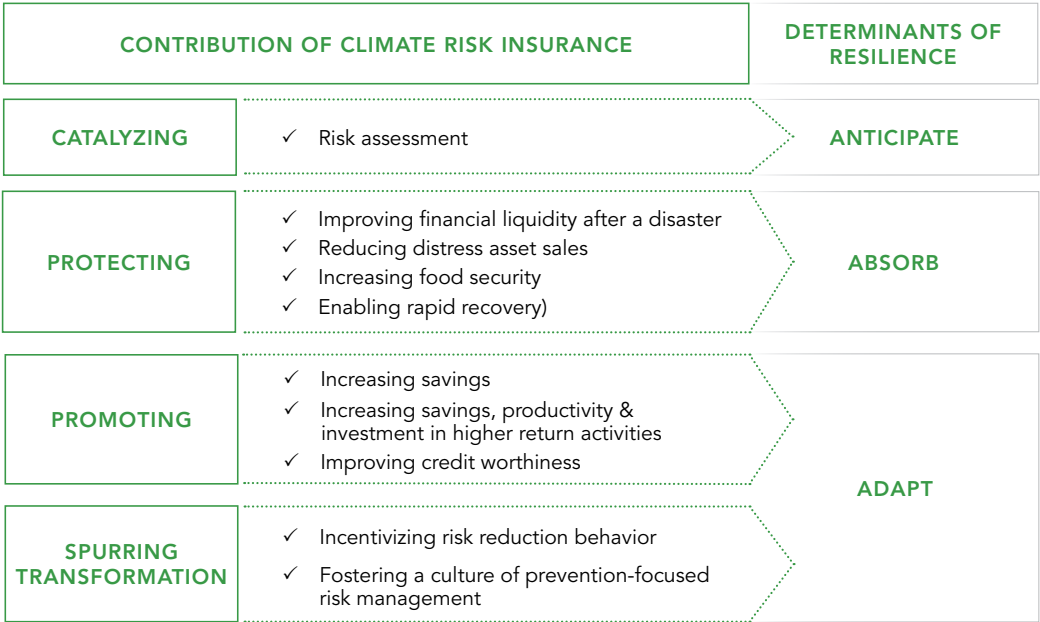 CONTRIBUTION OF CLIMATE RISK INSURANCE
DETERMINANTS OF
RESILIENCE
CATALYZING
✓ Risk assessment
ANTICIPATE
PROTECTING
✓ Improving financial liquidity after a disaster
✓ Reducing distress asset sales
✓ Increasing food security
✓ Enabling rapid recovery)
ABSORB
PROMOTING
✓ Increasing savings
✓ Increasing savings, productivity &
investment in higher return activities
✓ Improving credit worthiness
SPURRING
TRANSFORMATION
✓ Incentivizing risk reduction behavior
✓ Fostering a culture of prevention-focused
risk management
ADAPT